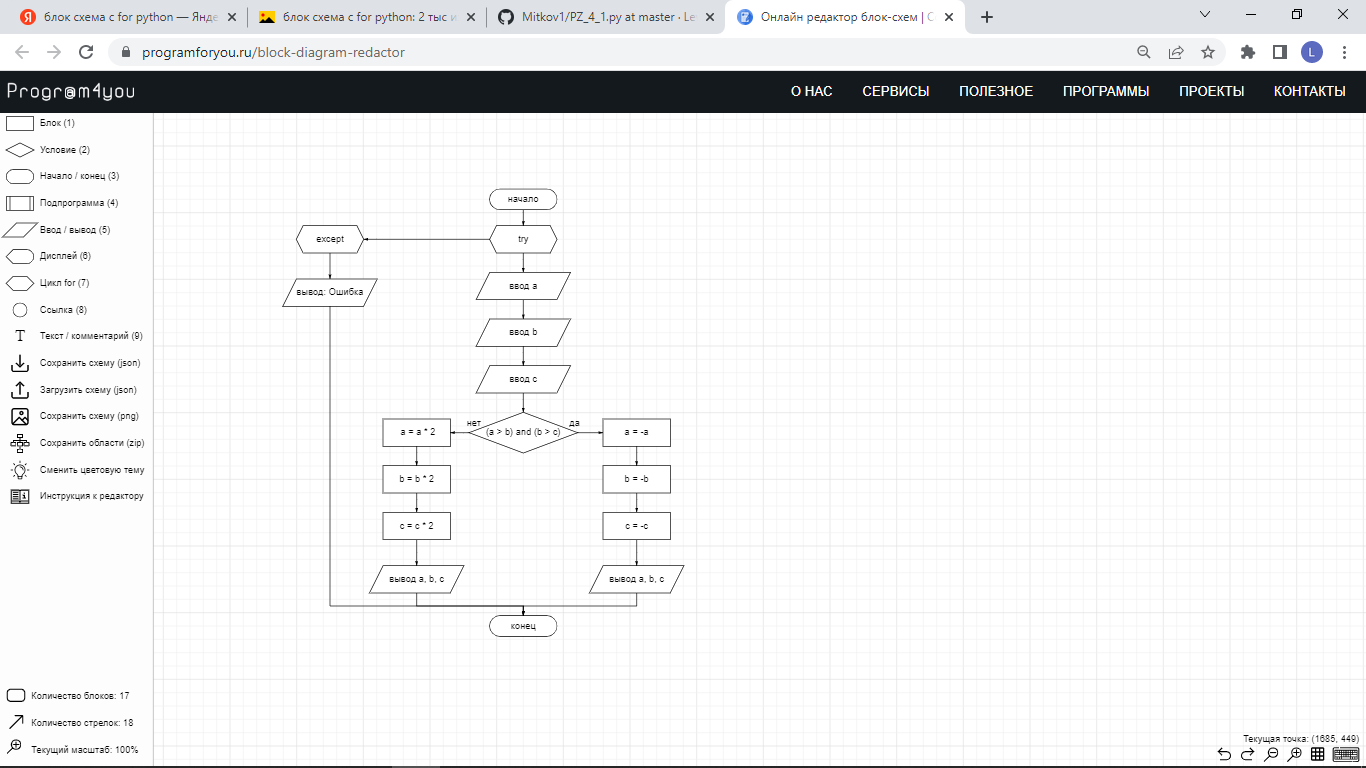 блок схема с for python — Янде
блок схема с for python: 2 тыс и
Mitkov1/PZ_4_1.py at master · Le
Онлайн редактор блок-схем | С
programforyou.ru/block-diagram-redactor
L
Progr@m4you
О НАС
СЕРВИСЫ
ПОЛЕЗНОЕ
ПРОГРАММЫ
ПРОЕКТЫ
КОНТАКТЫ
Блок (1)
Условие (2)
Начало / конец (3)
Подпрограмма (4)
Ввод / вывод (5)
Дисплей (6)
Цикл for (7)
Ссылка (8)
Текст / комментарий (9)
Сохранить схему (json)
Загрузить схему (json)
Сохранить схему (png)
Сохранить области (zip)
Сменить цветовую тему
Инструкция к редактору
начало
except
try
вывод: Ошибка
ввод a
ввод b
ввод c
нет
да
a = a * 2
(a > b) and (b > c)
a = -a
b = b * 2
b = -b
c = c * 2
c = -c
вывод a, b, c
вывод a, b, c
конец
Количество блоков: 17
Количество стрелок: 18
Текущий масштаб: 100%
Текущая точка: (1685, 449)